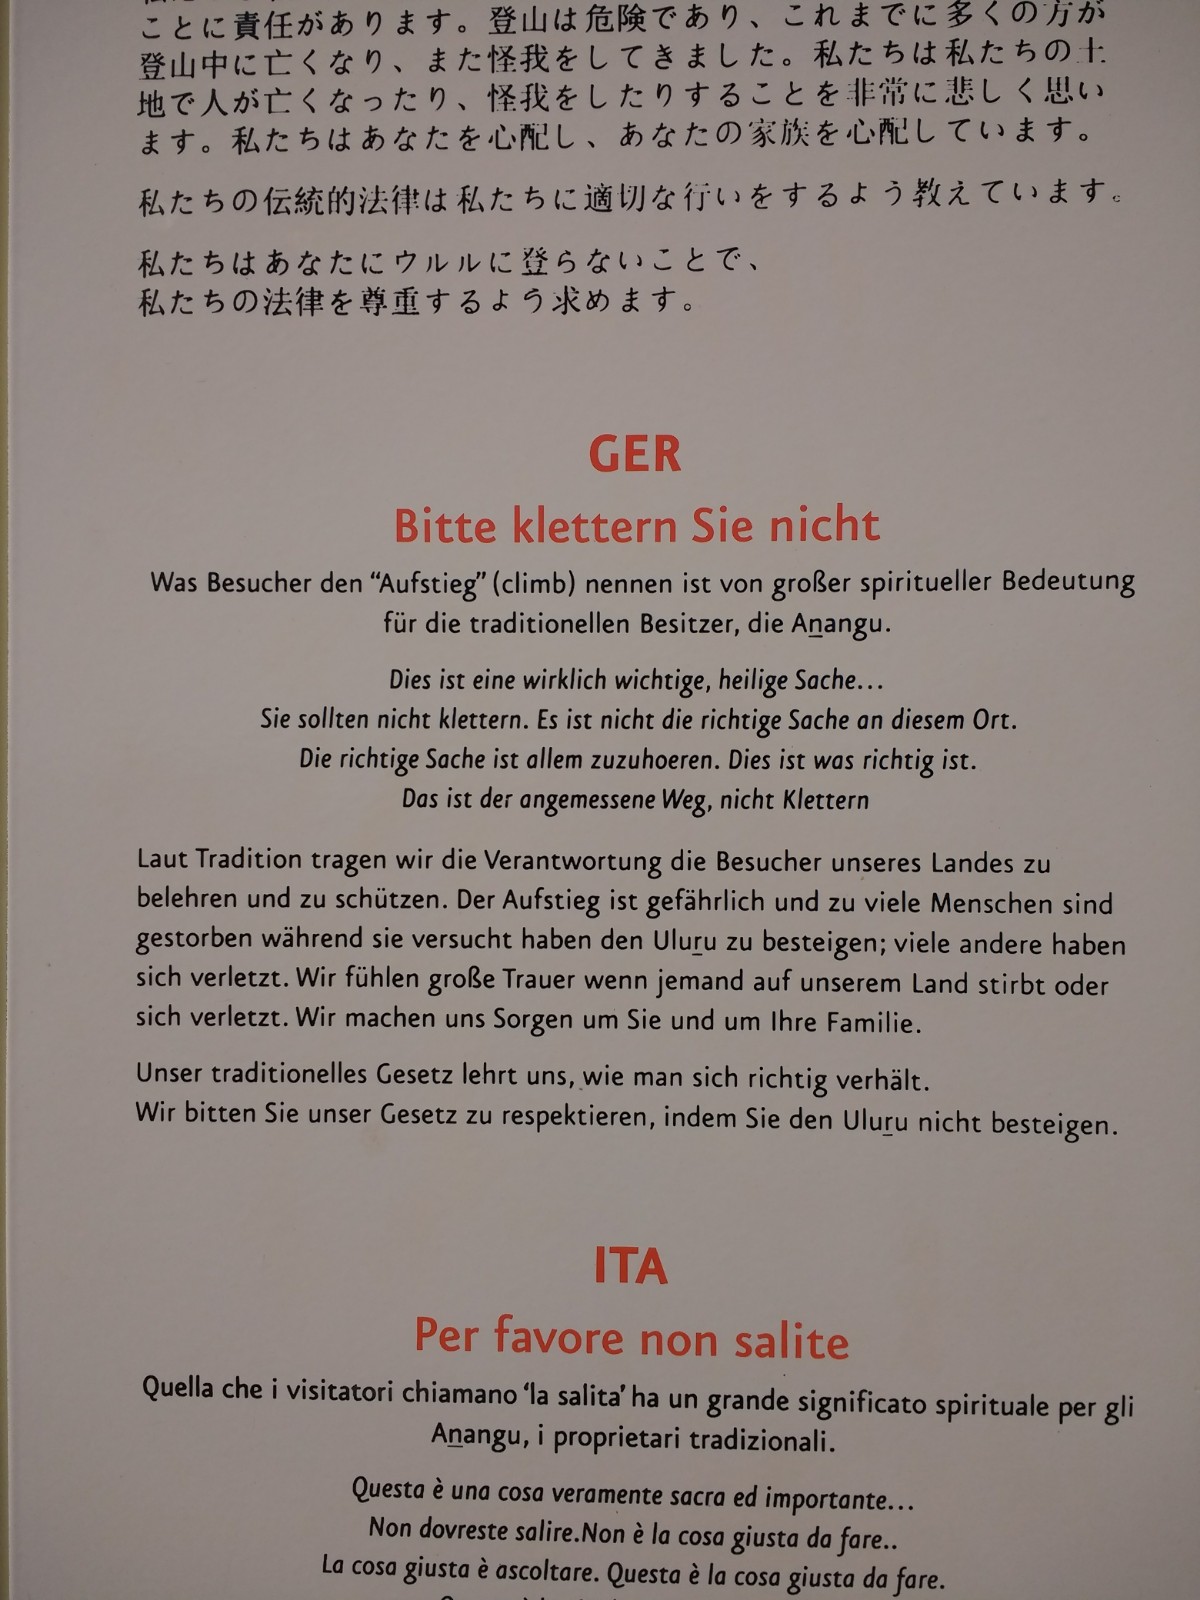 ことに責任があります。登山は危険であり、これまでに多くの方が
登山中に亡くなり、また怪我をしてきました。私たちは私たちの土
地で人が亡くなったり、怪我をしたりすることを非常に悲しく思い
ます。私たちはあなたを心配し、あなたの家族を心配しています。
私たちの伝統的法律は私たちに適切な行いをするよう教えています。
私たちはあなたにウルルに登らないことで、
私たちの法律を尊重するよう求めます。
GER
Bitte klettern Sie nicht
Was Besucher den “Aufstieg” (climb) nennen ist von großer spiritueller Bedeutung
für die traditionellen Besitzer, die Aṉangu.
Dies ist eine wirklich wichtige, heilige Sache…
Sie sollten nicht klettern. Es ist nicht die richtige Sache an diesem Ort.
Die richtige Sache ist allem zuzuhoeren. Dies ist was richtig ist.
Das ist der angemessene Weg, nicht Klettern
Laut Tradition tragen wir die Verantwortung die Besucher unseres Landes zu
belehren und zu schützen. Der Aufstieg ist gefährlich und zu viele Menschen sind
gestorben während sie versucht haben den Uluṟu zu besteigen; viele andere haben
sich verletzt. Wir fühlen große Trauer wenn jemand auf unserem Land stirbt oder
sich verletzt. Wir machen uns Sorgen um Sie und um Ihre Familie.
Unser traditionelles Gesetz lehrt uns, wie man sich richtig verhält.
Wir bitten Sie unser Gesetz zu respektieren, indem Sie den Uluṟu nicht besteigen.
ITA
Per favore non salite
Quella che i visitatori chiamano ‘la salita’ ha un grande significato spirituale per gli
Aṉangu, i proprietari tradizionali.
Questa è una cosa veramente sacra ed importante…
Non dovreste salire.Non è la cosa giusta da fare..
La cosa giusta è ascoltare. Questa è la cosa giusta da fare.